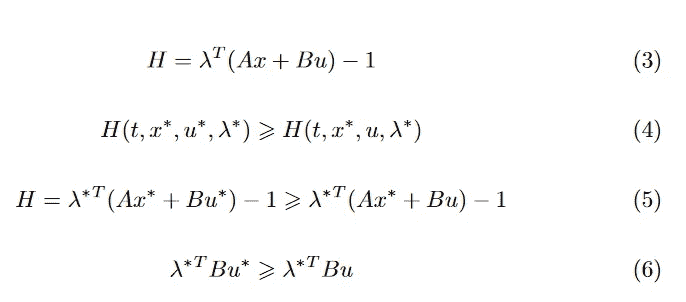 H = λ^T(Ax + Bu) − 1 (3)
H(t, x*, u*, λ*) ⩾ H(t, x*, u, λ*) (4)
H = λ*^T(Ax* + Bu*) − 1 ⩾ λ*^T(Ax* + Bu) − 1 (5)
λ*^T Bu* ⩾ λ*^T Bu (6)